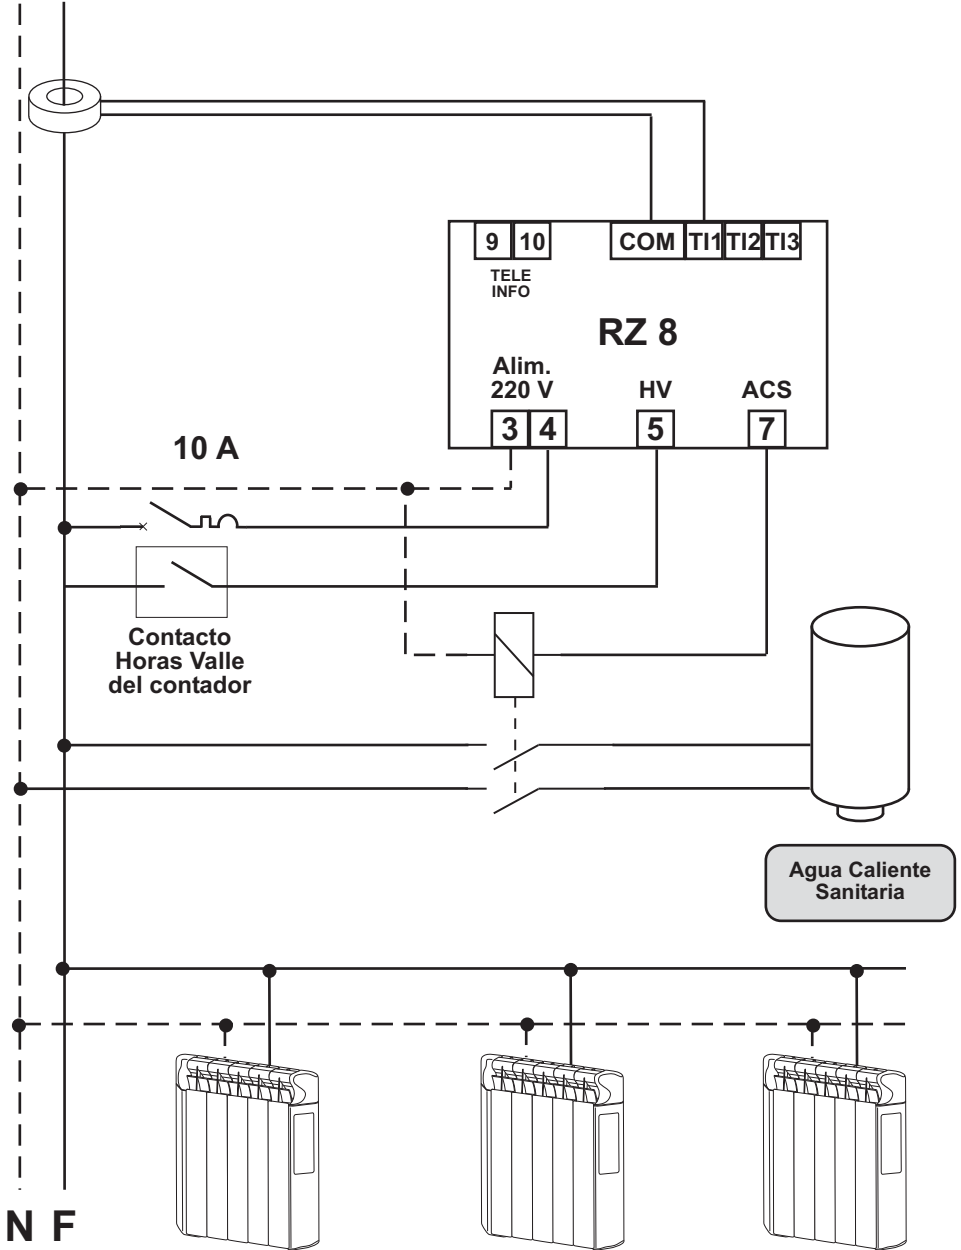 9 10 COM TI1 TI2 TI3
TELE
INFO
RZ 8
Alim.
220 V HV ACS
3 4 5 7
10 A
Contacto
Horas Valle
del contador
Agua Caliente
Sanitaria
N F